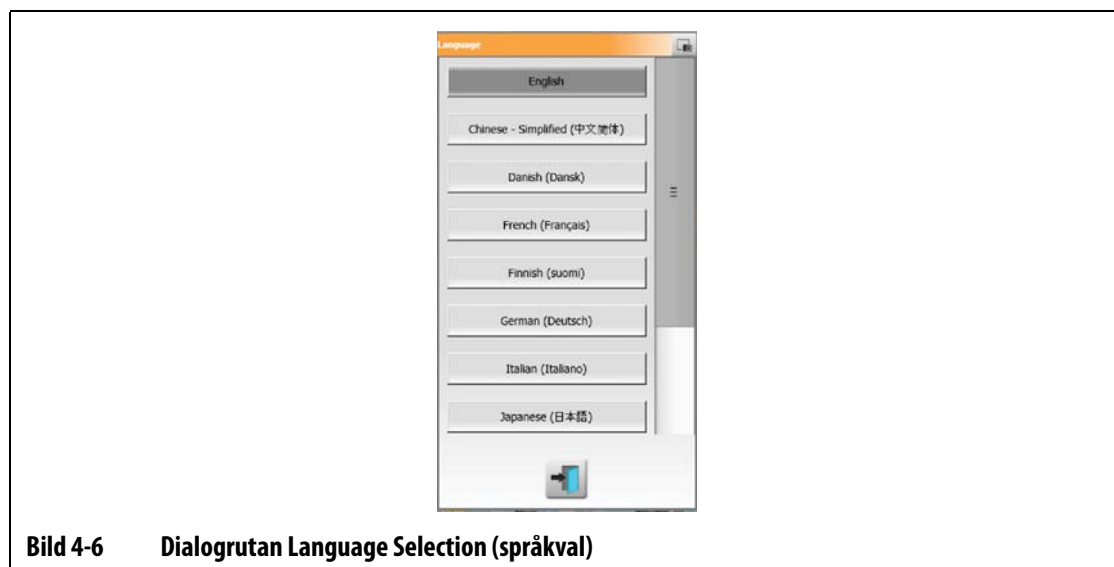 Language
English
Chinese - Simplified (中文简体)
Danish (Dansk)
French (Français)
Finnish (suomi)
German (Deutsch)
Italian (Italiano)
Japanese (日本語)
Bild 4-6 Dialogrutan Language Selection (språkval)